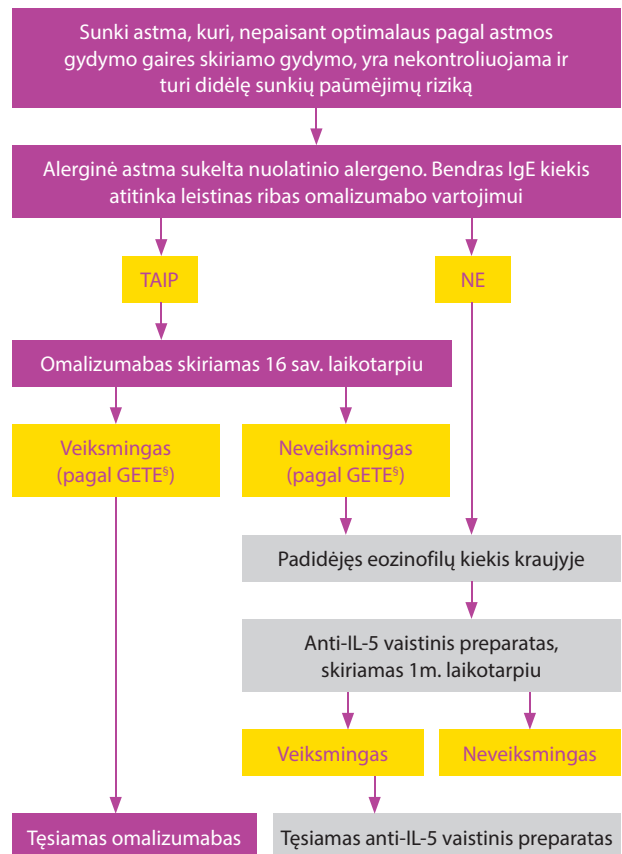 Sunki astma, kuri, nepaisant optimalaus pagal astmos
gydymo gaires skiriamo gydymo, yra nekontroliuojama ir
turi didėlę sunkių paūmėjimų riziką
Alerginė astma sukelta nuolatinio alergeno. Bendras IgE kiekis
atitinka leistinas ribas omalizumabo vartojimui
TAIP
NE
Omalizumabas skiriamas 16 sav. laikotarpiu
Veiksmingas
(pagal GETE§)
Neveiksmingas
(pagal GETE§)
Padidėjęs eozinofilų kiekis kraujyje
Anti-IL-5 vaistinis preparatas,
skiriamas 1m. laikotarpiu
Veiksmingas
Neveiksmingas
Tęsiamas omalizumabas
Tęsiamas anti-IL-5 vaistinis preparatas